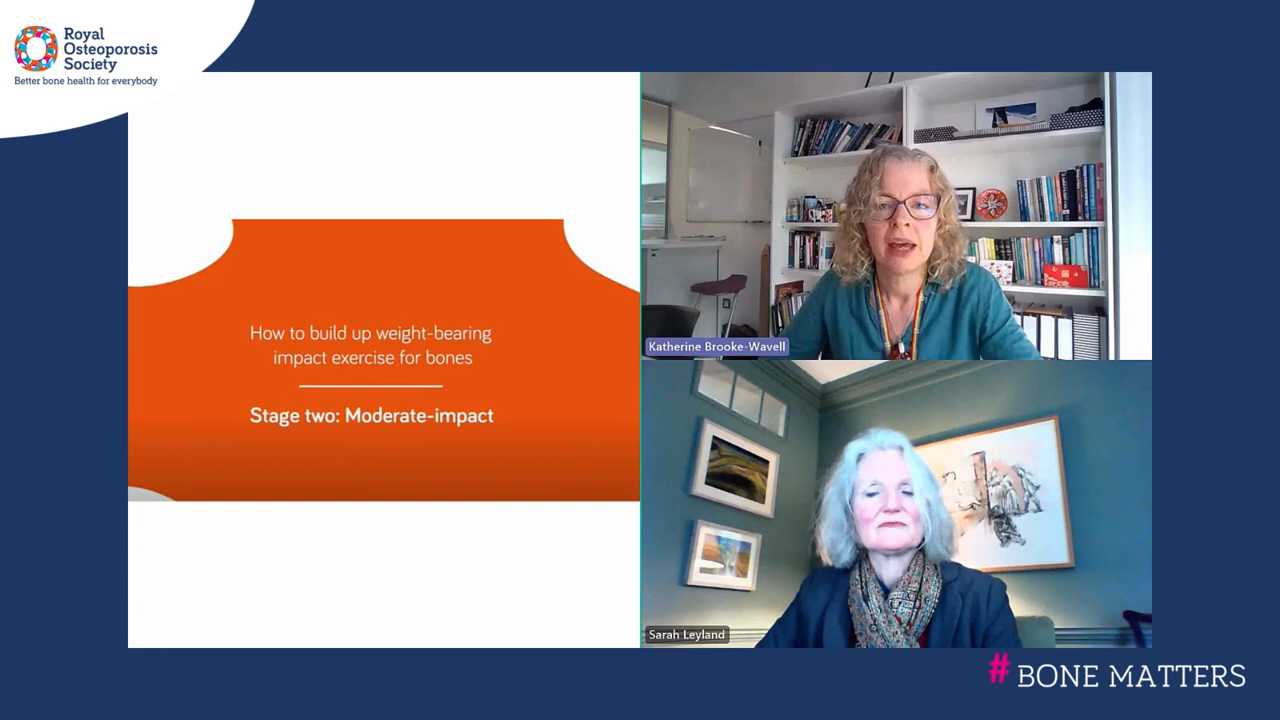 Royal
Osteoporosis
Society
Better bone health for everybody
How to build up weight-bearing
impact exercise for bones
Stage two: Moderate-impact
Katherine Brooke-Wavell
Sarah Leyland
# BONE MATTERS